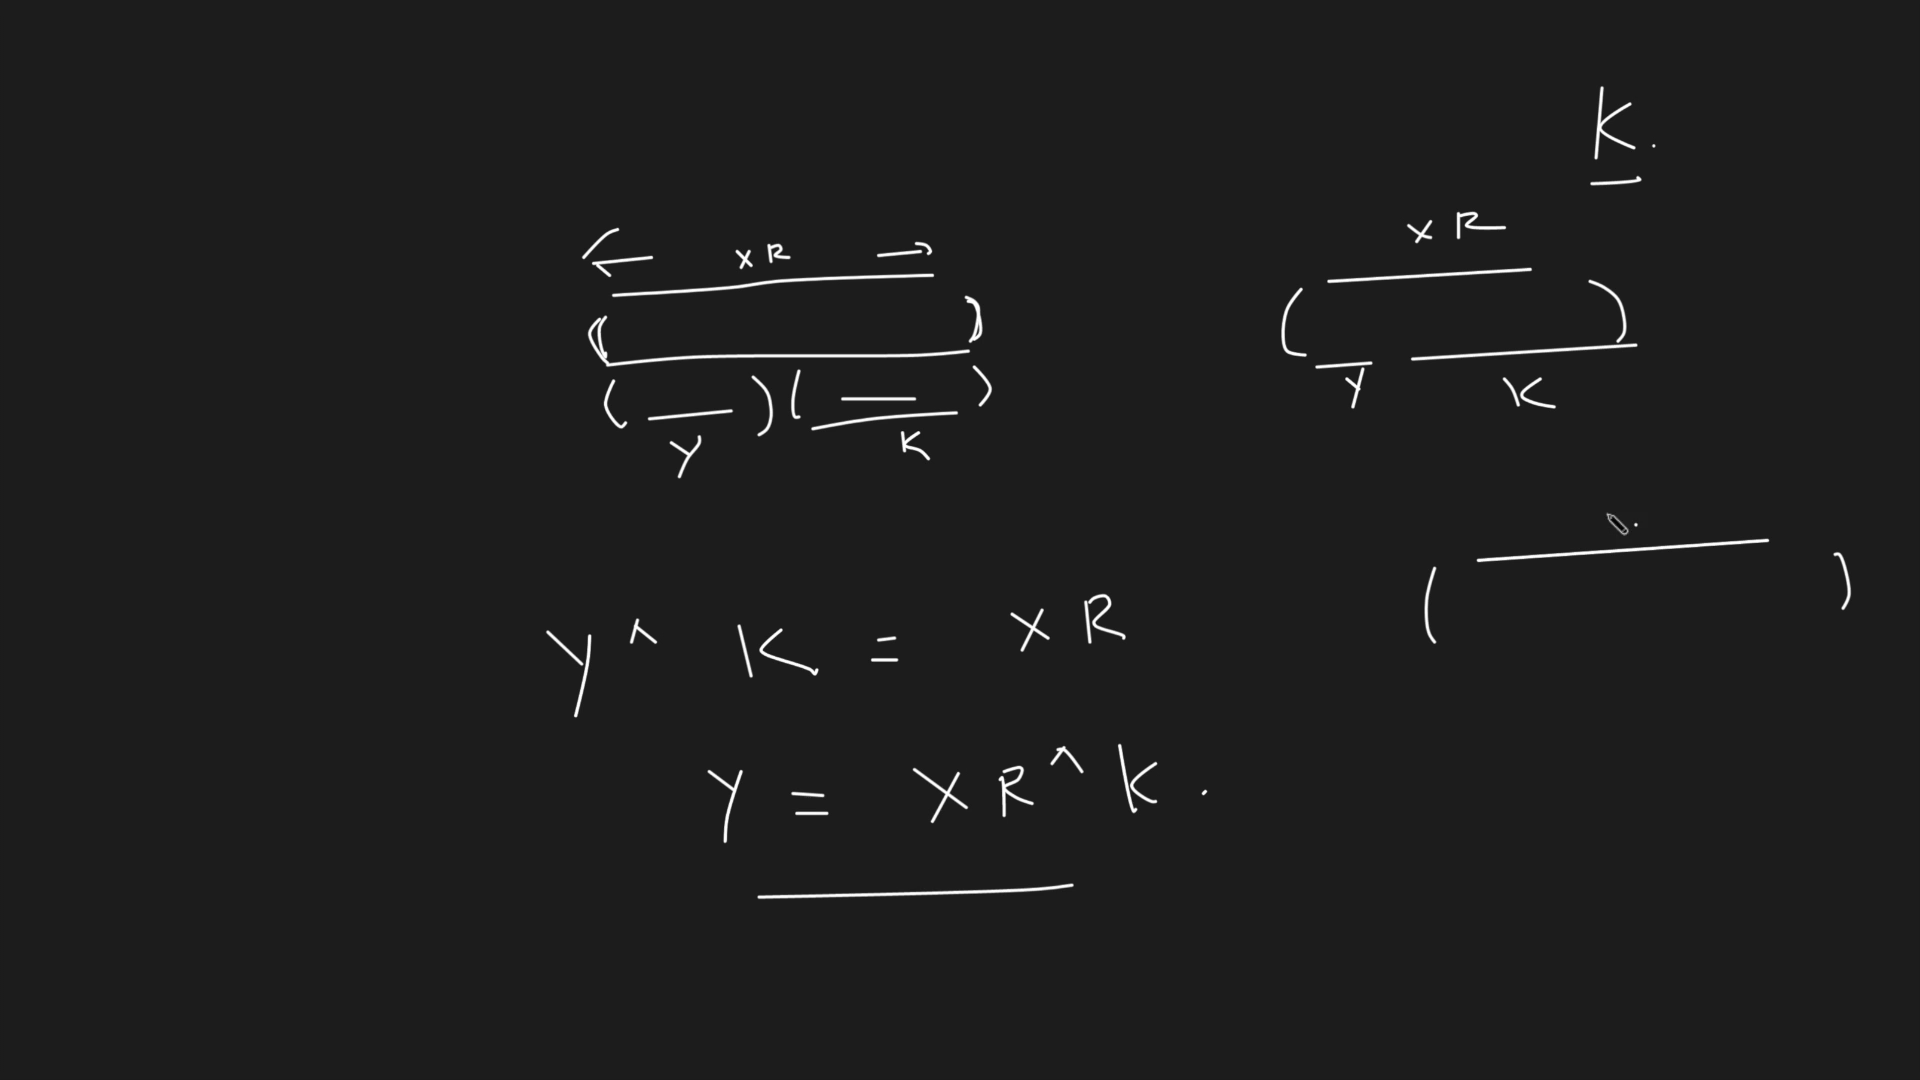 K.
XR
XR
( )
( )
( ) ( )
Y K
Y K
( )
Y ^ K = XR
Y = XR ^ K.